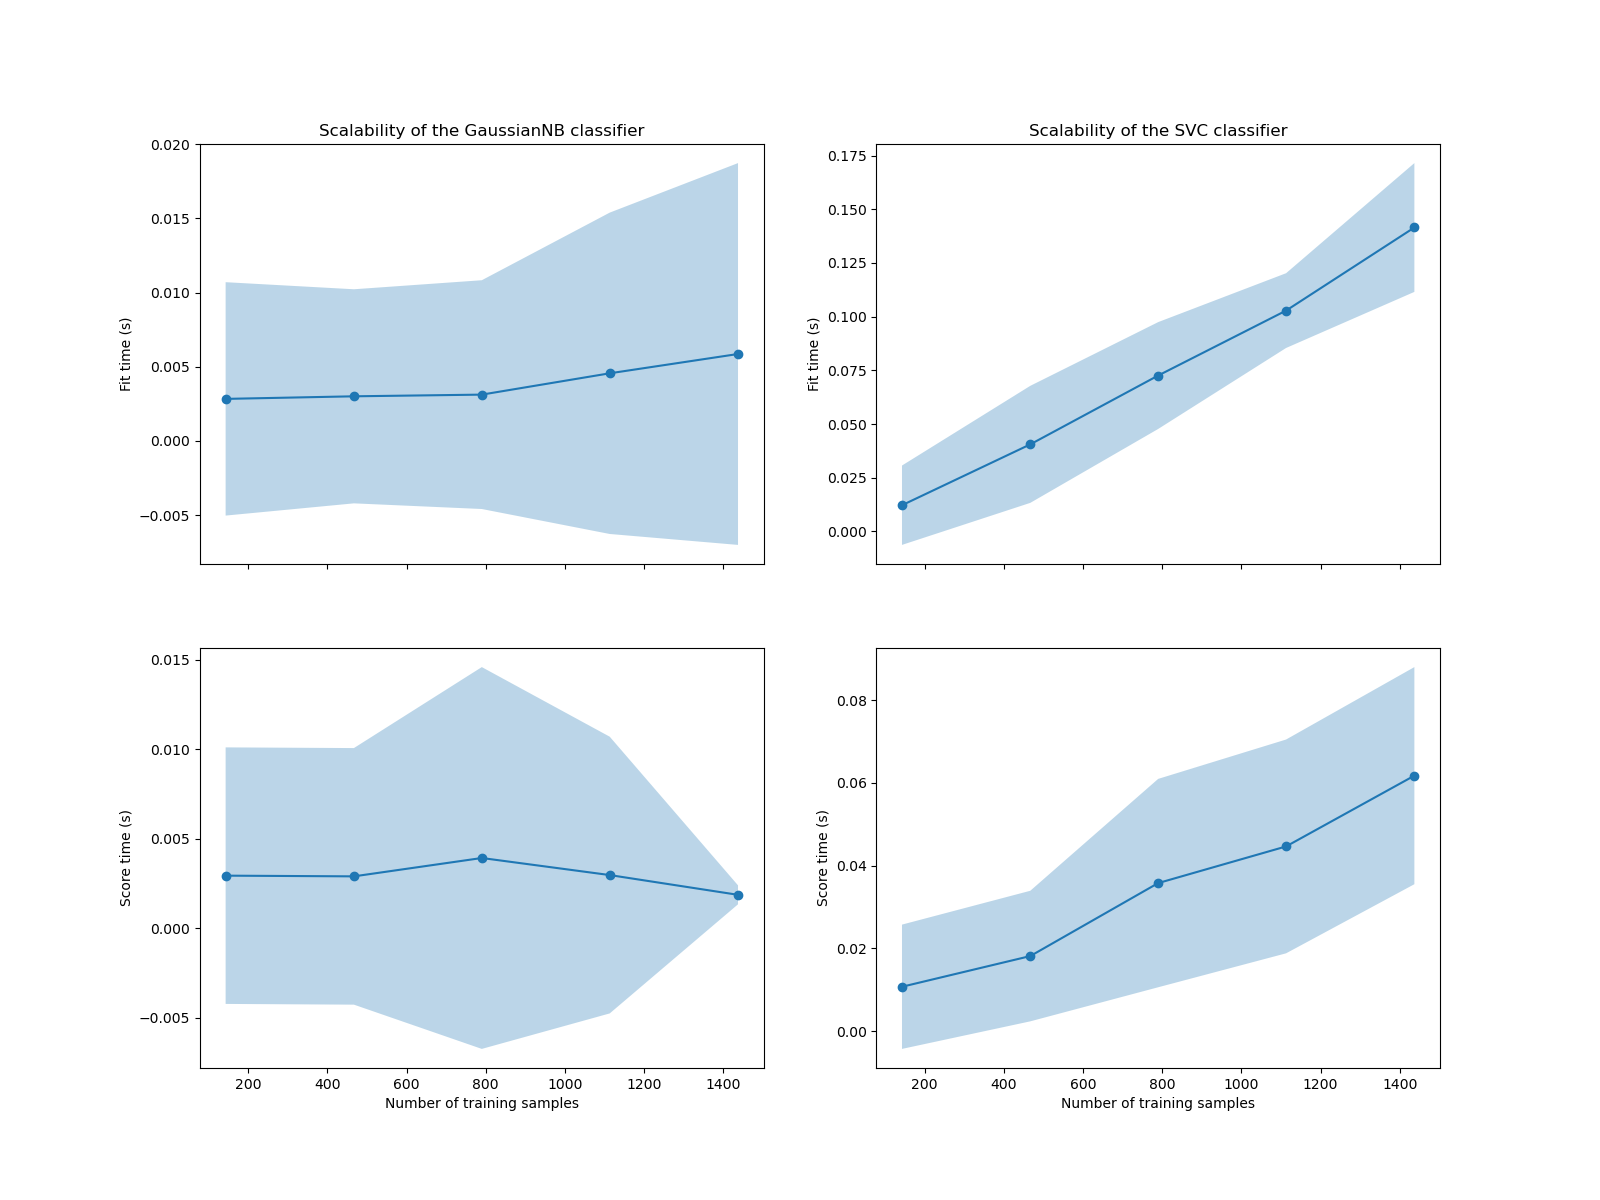 Scalability of the GaussianNB classifier
0.020
0.015
0.010
0.005
0.000
−0.005
Fit time (s)
Scalability of the SVC classifier
0.175
0.150
0.125
0.100
0.075
0.050
0.025
0.000
Fit time (s)
0.015
0.010
0.005
0.000
−0.005
Score time (s)
200 400 600 800 1000 1200 1400
Number of training samples
0.08
0.06
0.04
0.02
0.00
Score time (s)
200 400 600 800 1000 1200 1400
Number of training samples